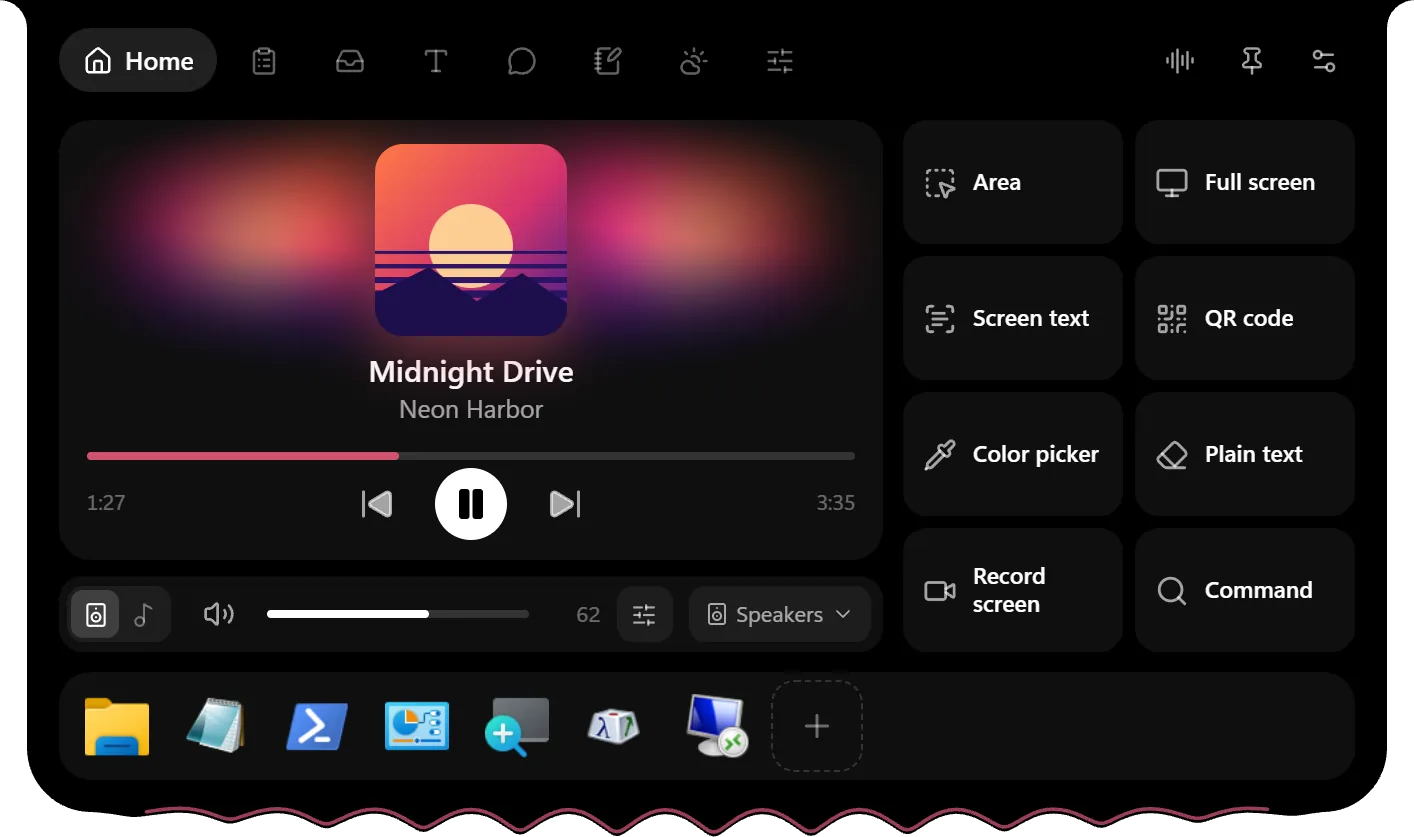 Home
Midnight Drive
Neon Harbor
1:27
3:35
62
Speakers
Area
Full screen
Screen text
QR code
Color picker
Plain text
Record
screen
Command